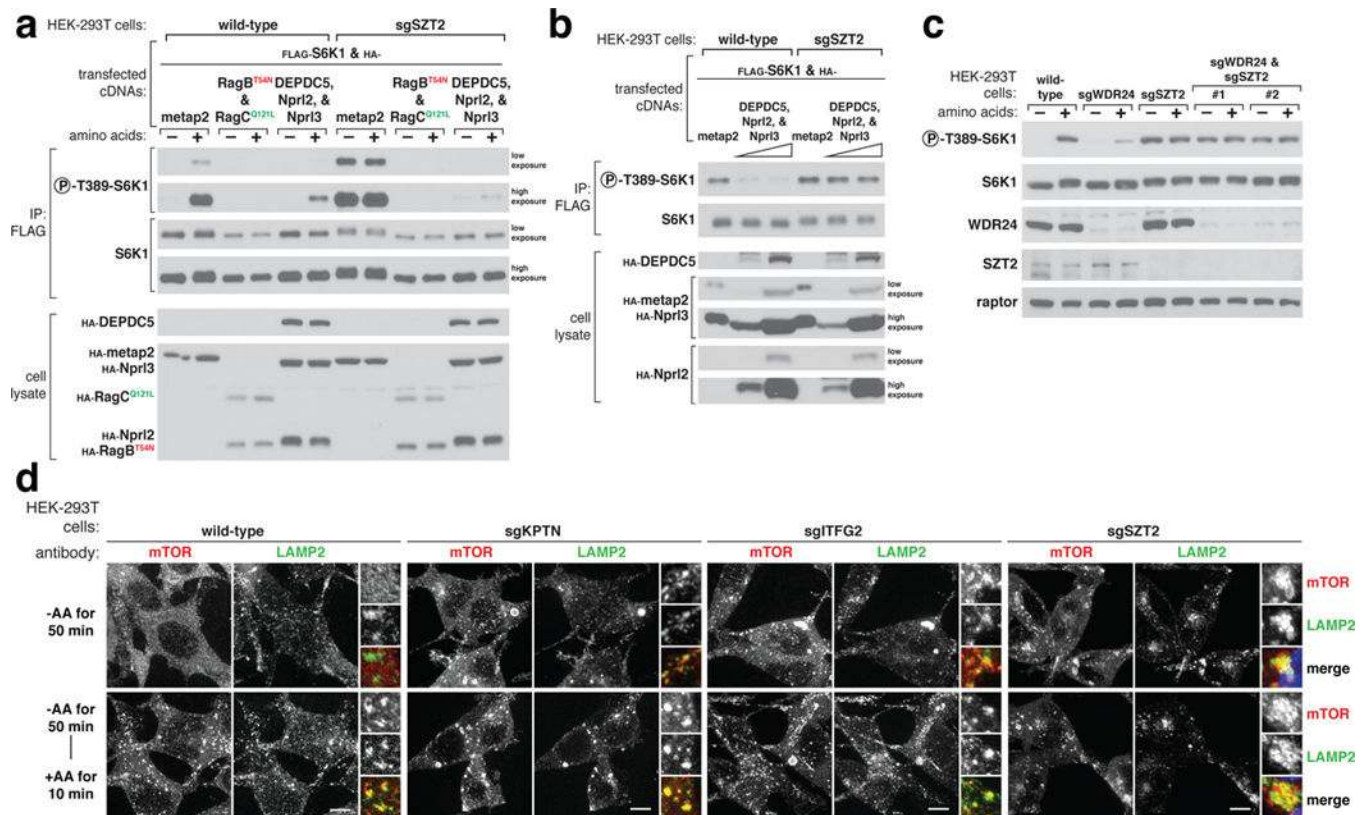 a
HEK-293T cells: wild-type sgSZT2
FLAG-S6K1 & HA-
transfected cDNAs:
metap2 RagBT54N & RagCQ121L DEPDC5, Nprl2, & Nprl3 metap2 RagBT54N & RagCQ121L DEPDC5, Nprl2, & Nprl3
amino acids: – + – + – + – + – + – +
IP: FLAG
P-T389-S6K1
low exposure
high exposure
S6K1
low exposure
high exposure
cell lysate
HA-DEPDC5
HA-metap2
HA-Nprl3
HA-RagCQ121L
HA-Nprl2
HA-RagBT54N
b
HEK-293T cells: wild-type sgSZT2
FLAG-S6K1 & HA-
transfected cDNAs:
metap2 DEPDC5, Nprl2, & Nprl3 metap2 DEPDC5, Nprl2, & Nprl3
IP: FLAG
P-T389-S6K1
S6K1
cell lysate
HA-DEPDC5
HA-metap2
HA-Nprl3
low exposure
high exposure
HA-Nprl2
low exposure
high exposure
c
HEK-293T cells:
wild-type sgWDR24 sgSZT2 sgWDR24 & sgSZT2
#1 #2
amino acids: – + – + – + – + – +
P-T389-S6K1
S6K1
WDR24
SZT2
raptor
d
HEK-293T cells: wild-type sgKPTN sgITFG2 sgSZT2
antibody: mTOR LAMP2 mTOR LAMP2 mTOR LAMP2 mTOR LAMP2
-AA for 50 min
mTOR
LAMP2
merge
-AA for 50 min
+AA for 10 min
mTOR
LAMP2
merge